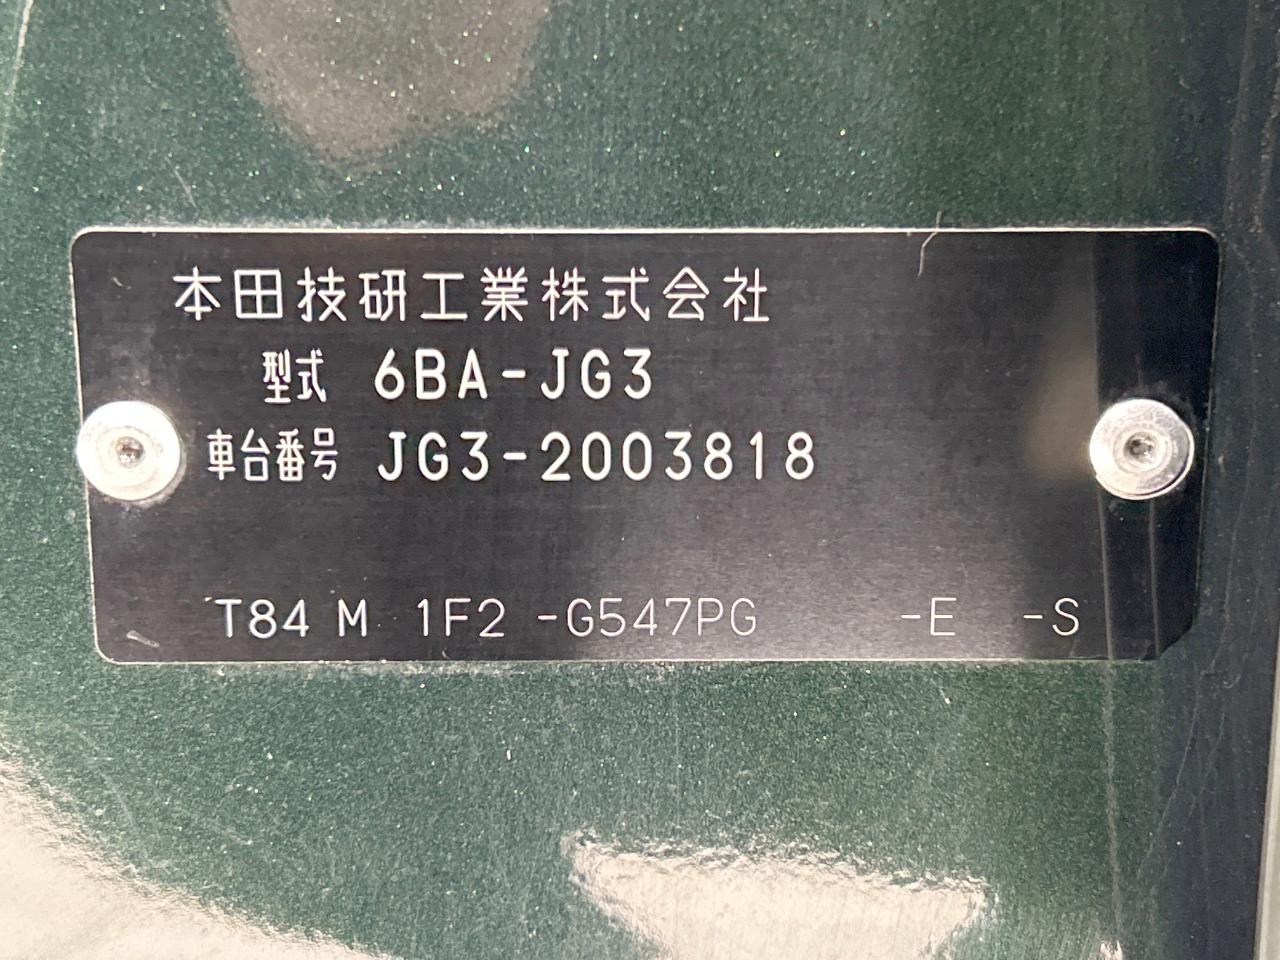 本田技研工業株式会社
型式 6BA-JG3
車台番号 JG3-2003818
T84 M 1F2 -G547PG -E -S